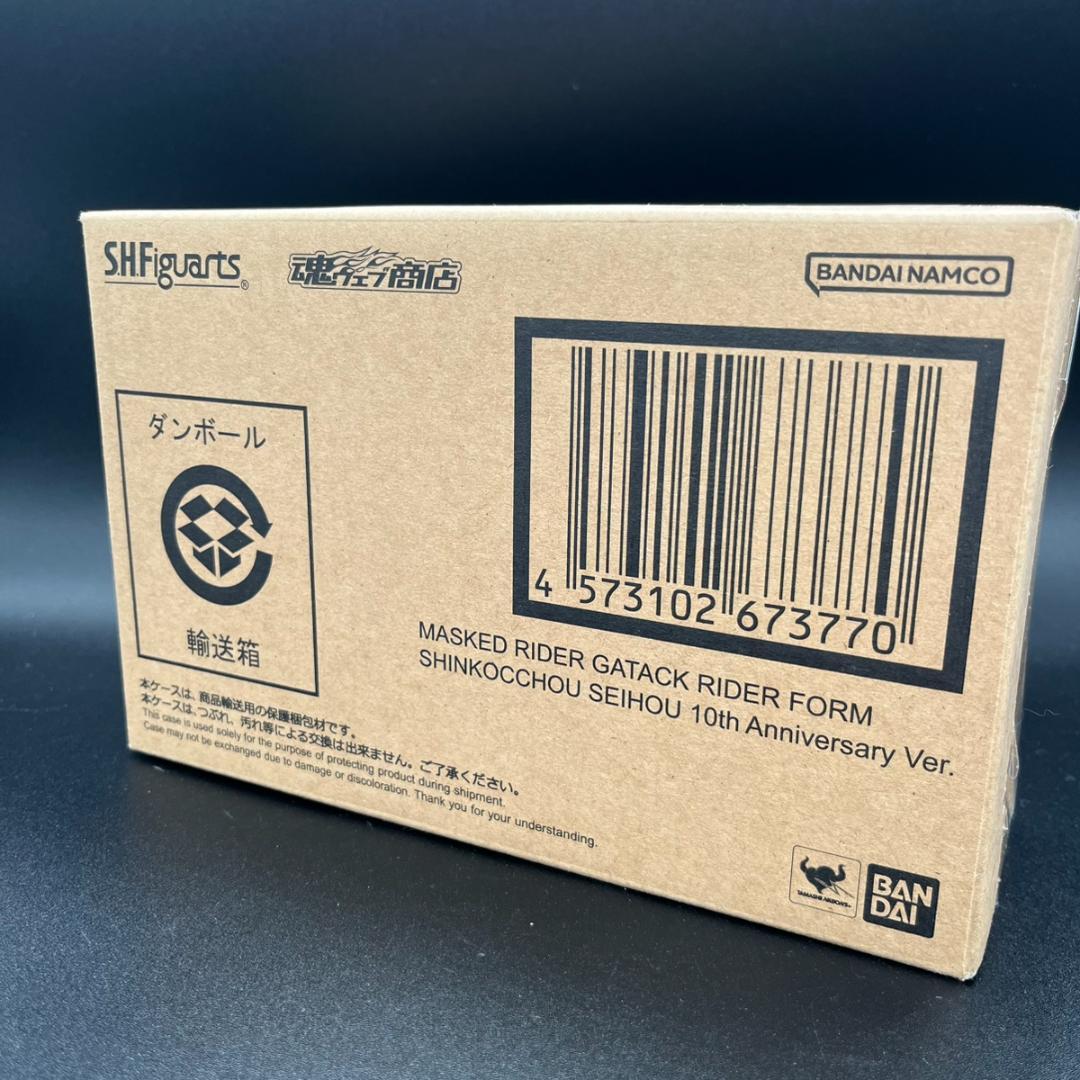 S.H.Figuarts®
魂ウェブ商店
BANDAI NAMCO
ダンボール
輸送箱
4 573102 673770
MASKED RIDER GATACK RIDER FORM
SHINKOCCHOU SEIHOU 10th Anniversary Ver.
本ケースは、商品輸送用の保護梱包材です。
本ケースは、つぶれ、汚れ等による交換は出来ません。ご了承ください。
This case is used solely for the purpose of protecting product during shipment.
Case may not be exchanged due to damage or discoloration. Thank you for your understanding.
TAMASHII NATIONS
BAN
DAI